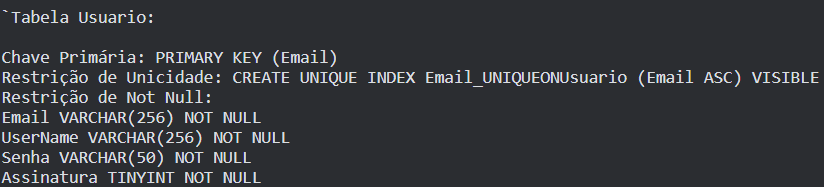 `Tabela Usuario:
Chave Primária: PRIMARY KEY (Email)
Restrição de Unicidade: CREATE UNIQUE INDEX Email_UNIQUEONUsuario (Email ASC) VISIBLE
Restrição de Not Null:
Email VARCHAR(256) NOT NULL
UserName VARCHAR(256) NOT NULL
Senha VARCHAR(50) NOT NULL
Assinatura TINYINT NOT NULL